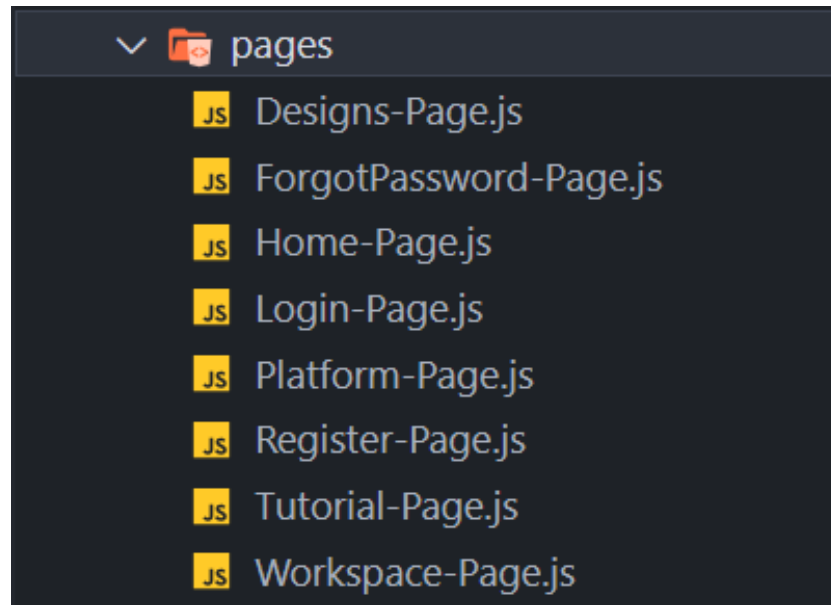 pages
JS Designs-Page.js
JS ForgotPassword-Page.js
JS Home-Page.js
JS Login-Page.js
JS Platform-Page.js
JS Register-Page.js
JS Tutorial-Page.js
JS Workspace-Page.js